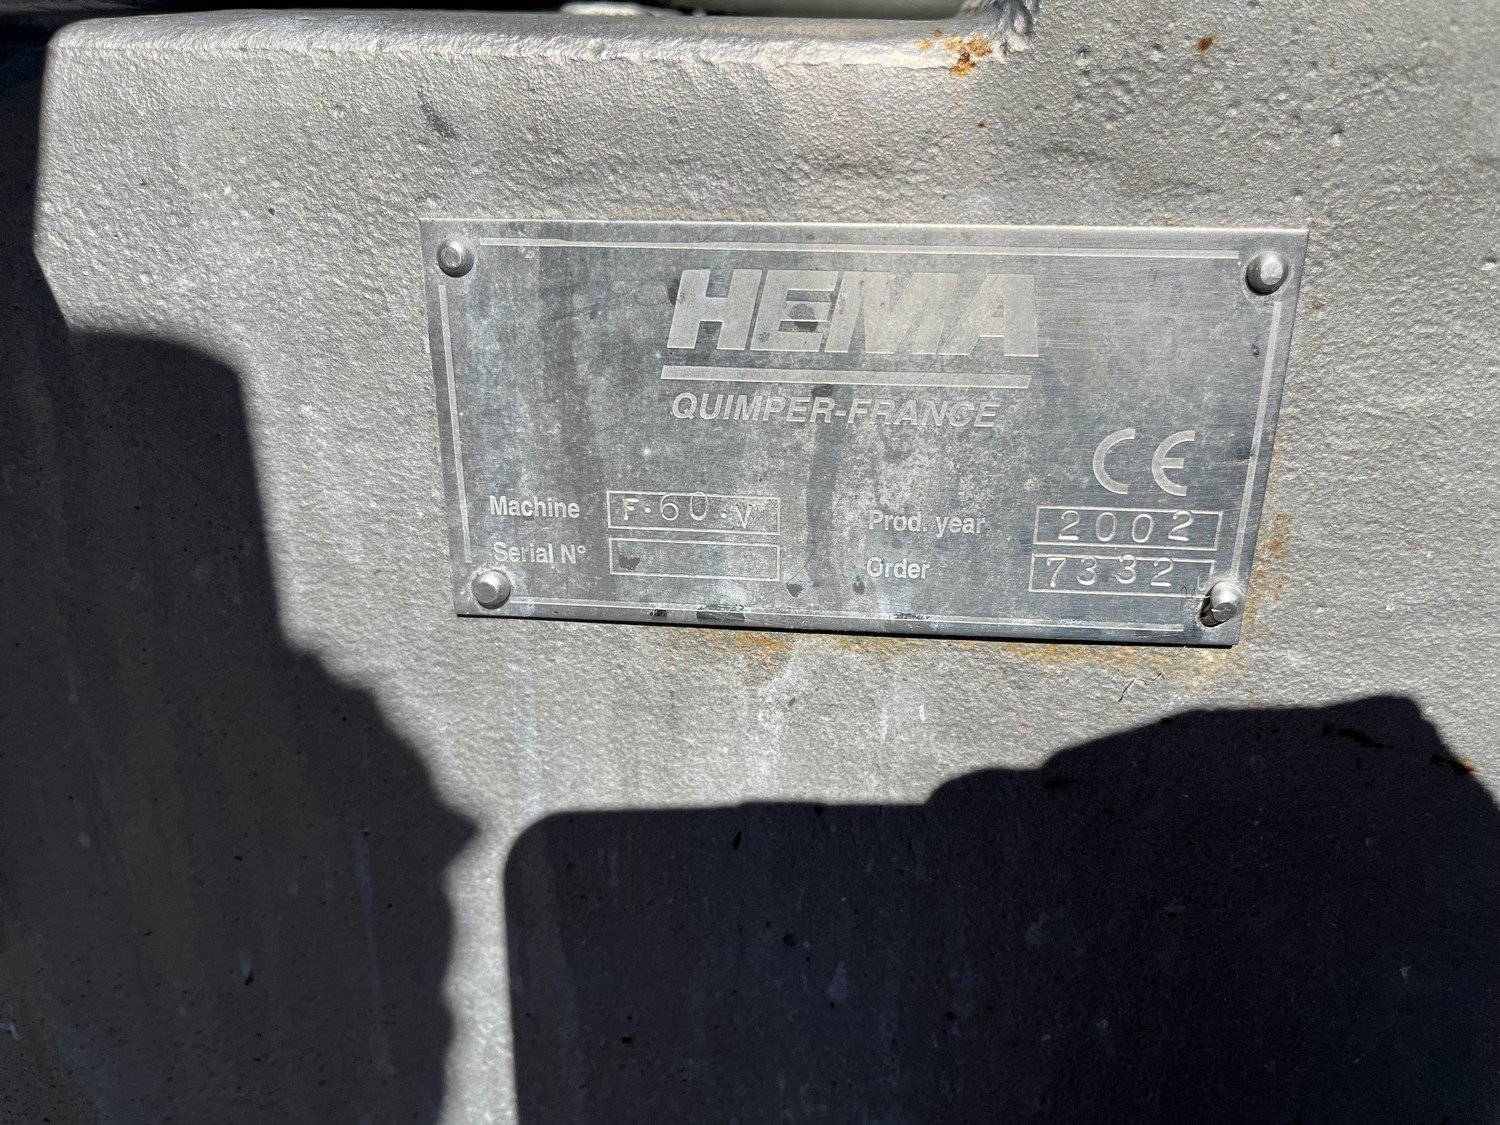 HEMA
QUIMPER-FRANCE
CE
Machine F.60.V Prod. year 2002
Serial N° Order 7332